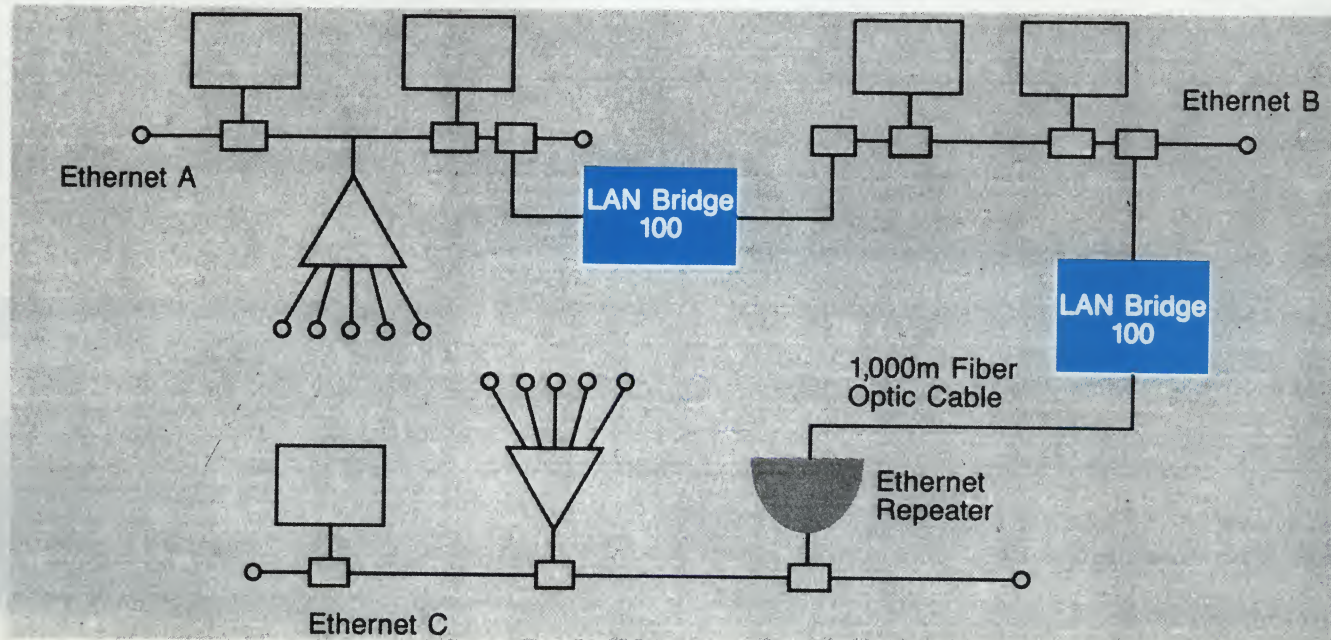 Ethernet A
LAN Bridge
100
Ethernet B
LAN Bridge
100
1,000m Fiber
Optic Cable
Ethernet
Repeater
Ethernet C